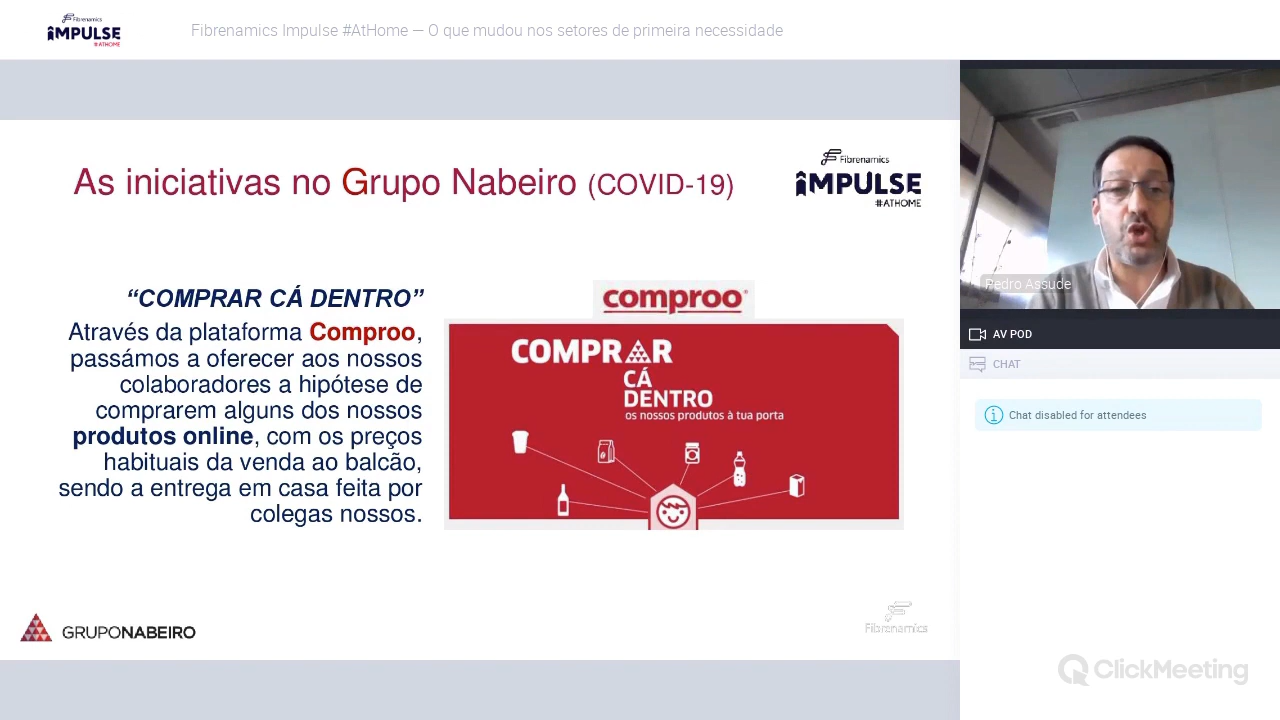 Fibrenamics
IMPULSE
#ATHOME
Fibrenamics Impulse #AtHome — O que mudou nos setores de primeira necessidade
As iniciativas no Grupo Nabeiro (COVID-19)
Fibrenamics
IMPULSE
#ATHOME
“COMPRAR CÁ DENTRO”
Através da plataforma Comproo,
passámos a oferecer aos nossos
colaboradores a hipótese de
comprarem alguns dos nossos
produtos online, com os preços
habituais da venda ao balcão,
sendo a entrega em casa feita por
colegas nossos.
comproo®
COMPRAR
CÁ
DENTRO
os nossos produtos à tua porta
GRUPONABEIRO
Fibrenamics
Pedro Assude
AV POD
CHAT
Chat disabled for attendees
ClickMeeting